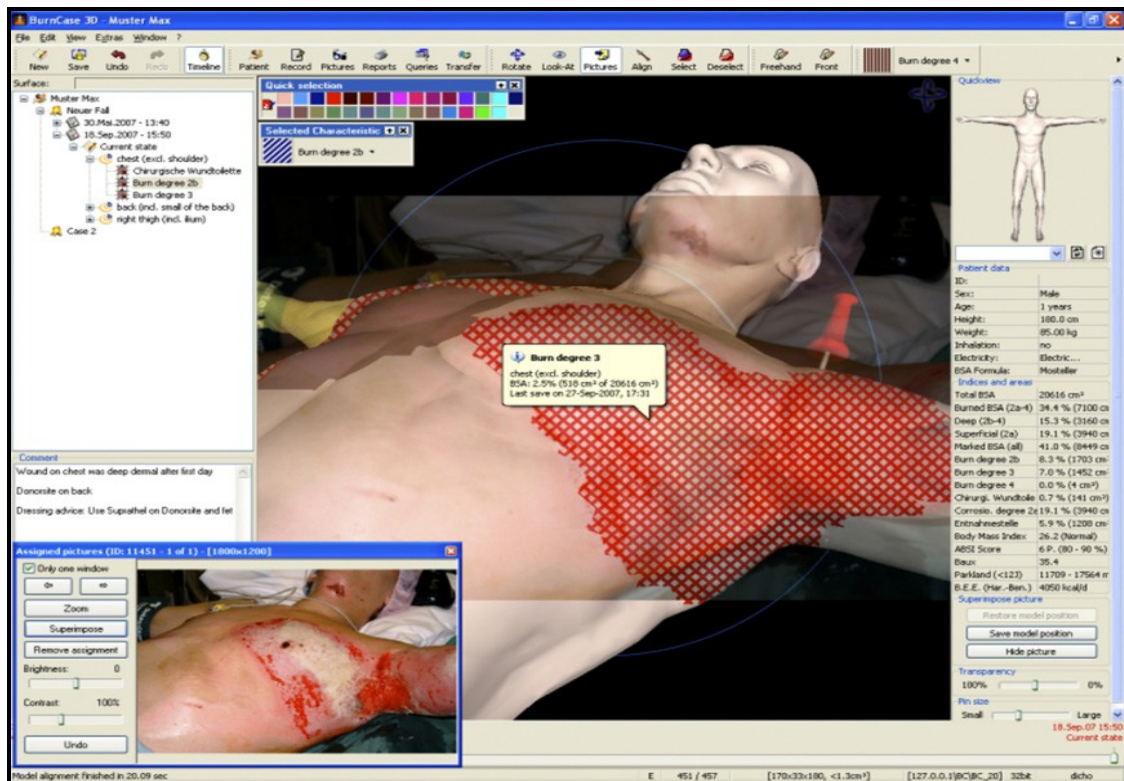 BurnCase 3D - Muster Max
File Edit View Extras Window ?
New Save Undo Redo Timeline Patient Record Pictures Reports Queries Transfer Rotate Look-At Pictures Align Select Deselect Freehand Front Burn degree 4
Surface:
Muster Max
Neuer Fall
30.Mai.2007 - 13:40
18.Sep.2007 - 15:50
Current state
chest (excl. shoulder)
Chirurgische Wundtoilette
Burn degree 2b
Burn degree 3
back (incl. small of the back)
right thigh (incl. ilium)
Case 2
Comment
Wound on chest was deep dermal after first day
Donorsite on back
Dressing advice: Use Suprathel on Donorsite and fet
Quick selection
Selected Characteristic
Burn degree 2b
Burn degree 3
chest (excl. shoulder)
BSA: 2.5% (518 cm² of 20616 cm²)
Last save on 27-Sep-2007, 17:31
Assigned pictures (ID: 11451 - 1 of 1) - [1800x1200]
Only one window
Zoom
Superimpose
Remove assignment
Brightness: 0
Contrast: 100%
Undo
Quickview
Patient data
ID:
Sex: Male
Age: 1 years
Height: 180.0 cm
Weight: 85.00 kg
Inhalation: no
Electricity: Electric....
BSA Formula: Mosteller
Indices and areas
Total BSA 20616 cm²
Burned BSA (2a-4) 34.4 % (7100 cm
Deep (2b-4) 15.3 % (3160 cm
Superficial (2a) 19.1 % (3940 cm
Marked BSA (all) 41.0 % (8449 cm
Burn degree 2b 8.3 % (1703 cm²
Burn degree 3 7.0 % (1452 cm²
Burn degree 4 0.0 % (4 cm²)
Chirurgi. Wundtoile 0.7 % (141 cm²)
Corrosio. degree 2a 19.1 % (3940 cm
Entnahmestelle 5.9 % (1208 cm²
Body Mass Index 26.2 (Normal)
ABSI Score 6 P. (80 - 90 %)
Baux 35.4
Parkland (<12J) 11709 - 17564 m
B.E.E. (Har.-Ben.) 4050 kcal/d
Superimpose picture
Restore model position
Save model position
Hide picture
Transparency
100% 0%
Pin size
Small Large
18.Sep.07 15:50
Current state
Model alignment finished in 20.09 sec E 451 / 457 [170x33x180, <1.3cm²] [127.0.0.1\BC\BC_20] 32bit dicho